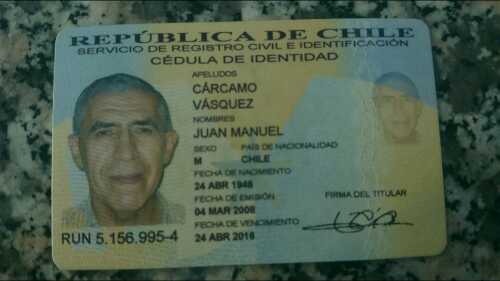 REPÚBLICA DE CHILE
SERVICIO DE REGISTRO CIVIL E IDENTIFICACIÓN
CÉDULA DE IDENTIDAD
APELLIDOS
CÁRCAMO
VÁSQUEZ
NOMBRES
JUAN MANUEL
SEXO PAÍS DE NACIONALIDAD
M CHILE
FECHA DE NACIMIENTO
24 ABR 1948
FECHA DE EMISIÓN FIRMA DEL TITULAR
04 MAR 2008
FECHA DE VENCIMIENTO
24 ABR 2016
RUN 5.156.995-4